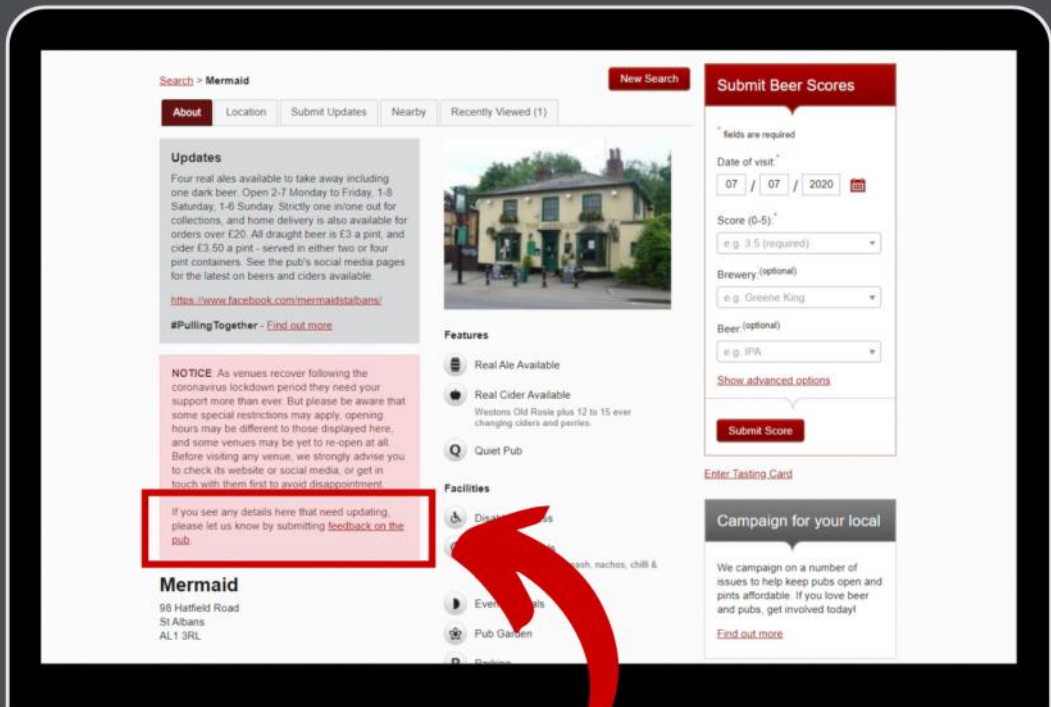 Search > Mermaid
New Search
About
Location
Submit Updates
Nearby
Recently Viewed (1)
Updates
Four real ales available to take away including
one dark beer. Open 2-7 Monday to Friday, 1-8
Saturday, 1-6 Sunday. Strictly one in/one out for
collections, and home delivery is also available for
orders over £20. All draught beer is £3 a pint, and
cider £3.50 a pint - served in either two or four
pint containers. See the pub's social media pages
for the latest on beers and ciders available.
https://www.facebook.com/mermaidstalbans/
#PullingTogether - Find out more
NOTICE: As venues recover following the
coronavirus lockdown period they need your
support more than ever. But please be aware that
some special restrictions may apply, opening
hours may be different to those displayed here,
and some venues may be yet to re-open at all.
Before visiting any venue, we strongly advise you
to check its website or social media, or get in
touch with them first to avoid disappointment.
If you see any details here that need updating,
please let us know by submitting feedback on the
pub.
Mermaid
98 Hatfield Road
St Albans
AL1 3RL
Features
Real Ale Available
Real Cider Available
Westons Old Rosie plus 12 to 15 ever
changing ciders and perries.
Q Quiet Pub
Facilities
nachos, chilli &
Pub Garden
P Parking
Submit Beer Scores
* fields are required
Date of visit:*
07 / 07 / 2020
Score (0-5):*
e.g. 3.5 (required)
Brewery:(optional)
e.g. Greene King
Beer:(optional)
e.g. IPA
Show advanced options
Submit Score
Enter Tasting Card
Campaign for your local
We campaign on a number of
issues to help keep pubs open and
pints affordable. If you love beer
and pubs, get involved today!
Find out more